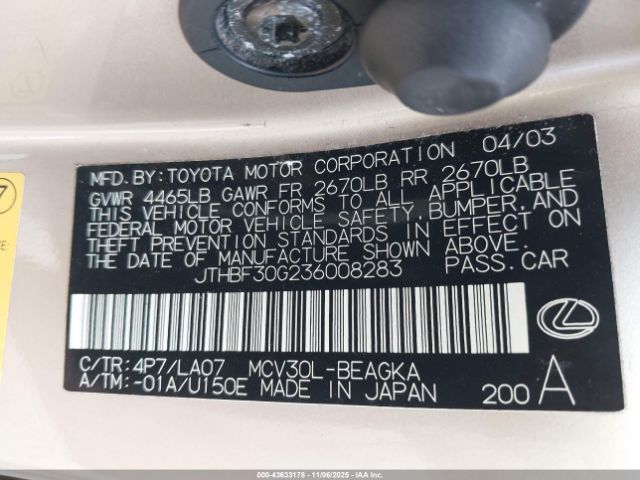 MFD. BY: TOYOTA MOTOR CORPORATION 04/03
GVWR 4465LB GAWR FR 2670LB RR 2670LB
THIS VEHICLE CONFORMS TO ALL APPLICABLE
FEDERAL MOTOR VEHICLE SAFETY, BUMPER, AND
THEFT PREVENTION STANDARDS IN EFFECT ON
THE DATE OF MANUFACTURE SHOWN ABOVE.
JTHBF30G236008283 PASS. CAR
C/TR: 4P7/LA07 MCV30L-BEAGKA
A/TM: -01A/U150E MADE IN JAPAN 200 A
7
E:
000-43633178 - 11/06/2025 - IAA, Inc.